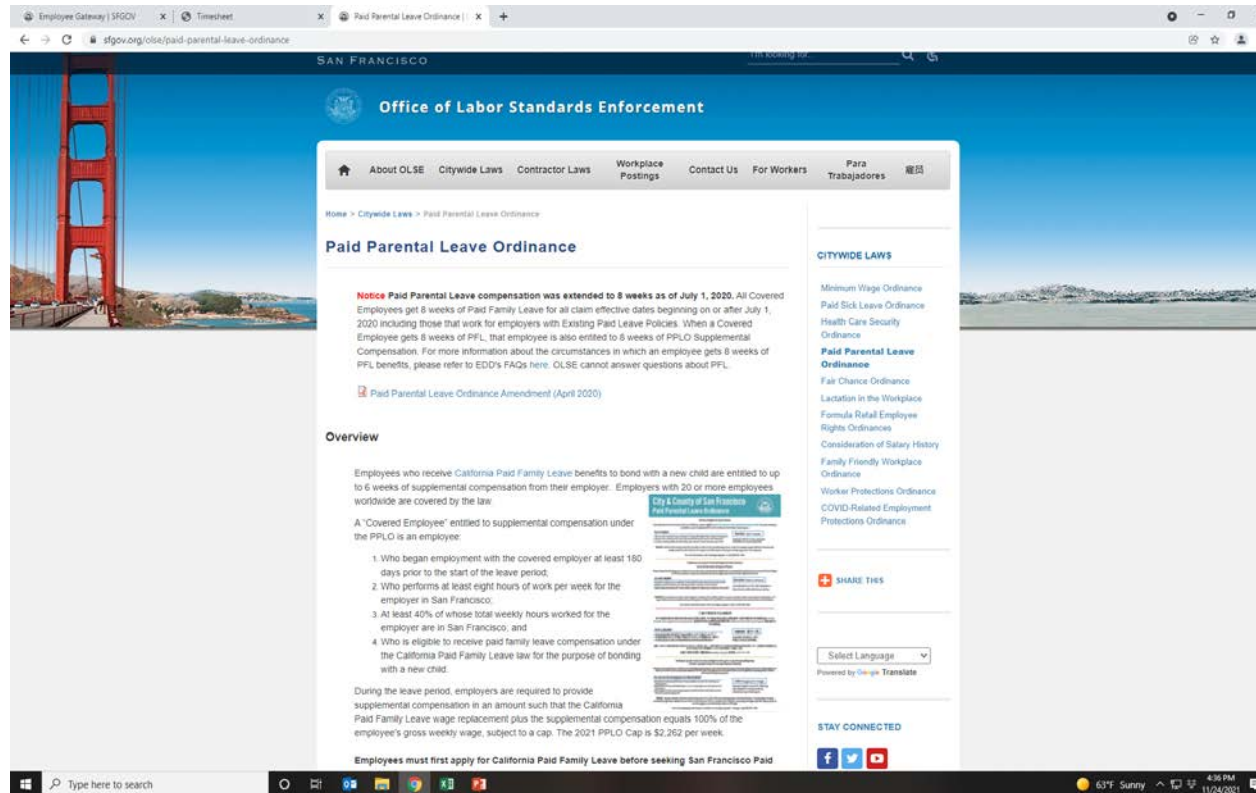 Employee Gateway | SFGOV
Timesheet
Paid Parental Leave Ordinance |
sfgov.org/olse/paid-parental-leave-ordinance
SAN FRANCISCO
I'm looking for...
Office of Labor Standards Enforcement
About OLSE
Citywide Laws
Contractor Laws
Workplace
Postings
Contact Us
For Workers
Para
Trabajadores
雇员
Home > Citywide Laws > Paid Parental Leave Ordinance
Paid Parental Leave Ordinance
Notice Paid Parental Leave compensation was extended to 8 weeks as of July 1, 2020. All Covered
Employees get 8 weeks of Paid Family Leave for all claim effective dates beginning on or after July 1,
2020 including those that work for employers with Existing Paid Leave Policies. When a Covered
Employee gets 8 weeks of PFL, that employee is also entitled to 8 weeks of PPLO Supplemental
Compensation. For more information about the circumstances in which an employee gets 8 weeks of
PFL benefits, please refer to EDD's FAQs here. OLSE cannot answer questions about PFL.
Paid Parental Leave Ordinance Amendment (April 2020)
Overview
Employees who receive California Paid Family Leave benefits to bond with a new child are entitled to up
to 6 weeks of supplemental compensation from their employer. Employers with 20 or more employees
worldwide are covered by the law.
City & County of San Francisco
Paid Parental Leave Ordinance
A "Covered Employee" entitled to supplemental compensation under
the PPLO is an employee:
1. Who began employment with the covered employer at least 180
days prior to the start of the leave period;
2. Who performs at least eight hours of work per week for the
employer in San Francisco;
3. At least 40% of whose total weekly hours worked for the
employer are in San Francisco; and
4. Who is eligible to receive paid family leave compensation under
the California Paid Family Leave law for the purpose of bonding
with a new child.
During the leave period, employers are required to provide
supplemental compensation in an amount such that the California
Paid Family Leave wage replacement plus the supplemental compensation equals 100% of the
employee's gross weekly wage, subject to a cap. The 2021 PPLO Cap is $2,262 per week.
Employees must first apply for California Paid Family Leave before seeking San Francisco Paid
CITYWIDE LAWS
Minimum Wage Ordinance
Paid Sick Leave Ordinance
Health Care Security
Ordinance
Paid Parental Leave
Ordinance
Fair Chance Ordinance
Lactation in the Workplace
Formula Retail Employee
Rights Ordinances
Consideration of Salary History
Family Friendly Workplace
Ordinance
Worker Protections Ordinance
COVID-Related Employment
Protections Ordinance
SHARE THIS
Select Language
Powered by Google Translate
STAY CONNECTED
Type here to search
63°F Sunny
4:36 PM
11/24/2021